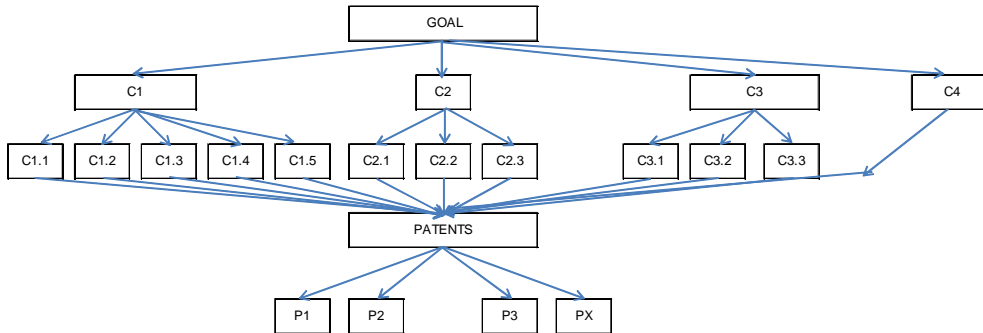 GOAL
C1 C2 C3 C4
C1.1 C1.2 C1.3 C1.4 C1.5 C2.1 C2.2 C2.3 C3.1 C3.2 C3.3
PATENTS
P1 P2 P3 PX